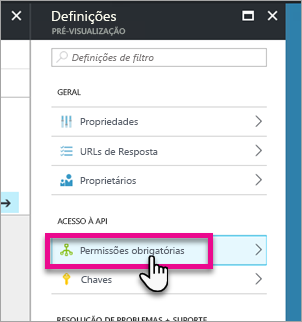 Definições
PRÉ-VISUALIZAÇÃO
Definições de filtro
GERAL
Propriedades
URLs de Resposta
Proprietários
ACESSO À API
Permissões obrigatórias
Chaves
RESOLUÇÃO DE PROBLEMAS + SUPORTE